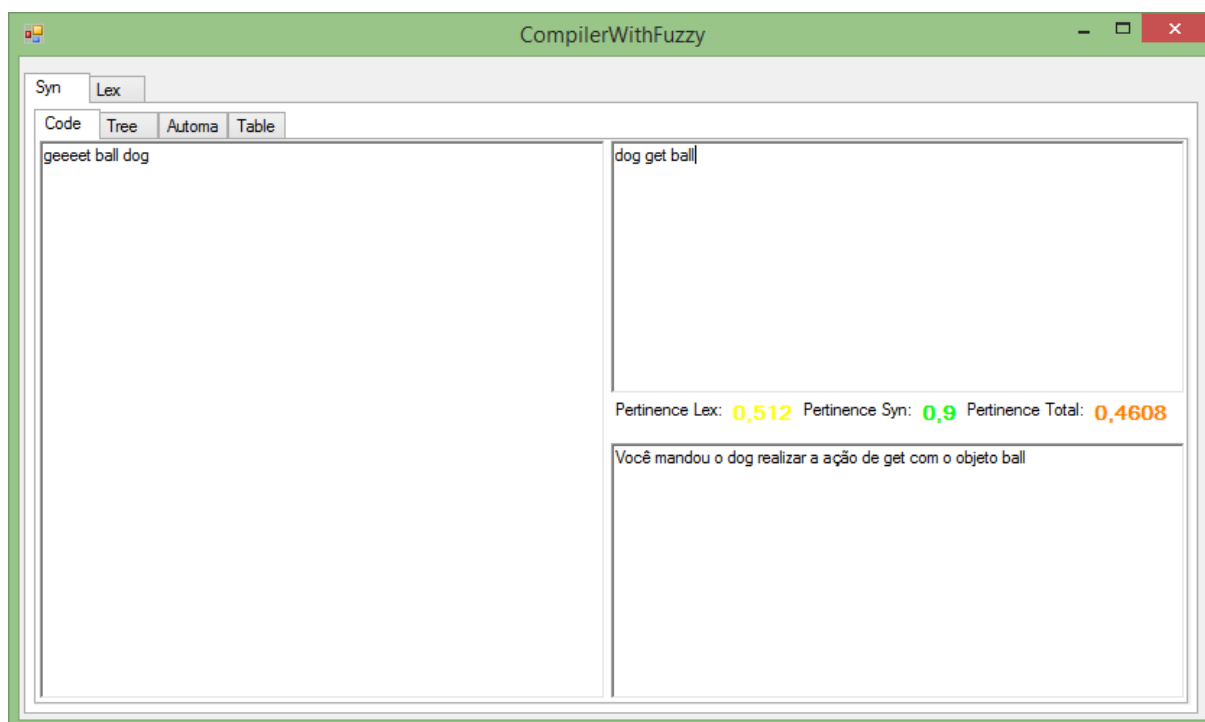 CompilerWithFuzzy
Syn Lex
Code Tree Automa Table
geeeet ball dog
dog get ball
Pertinence Lex: 0,512 Pertinence Syn: 0,9 Pertinence Total: 0,4608
Você mandou o dog realizar a ação de get com o objeto ball